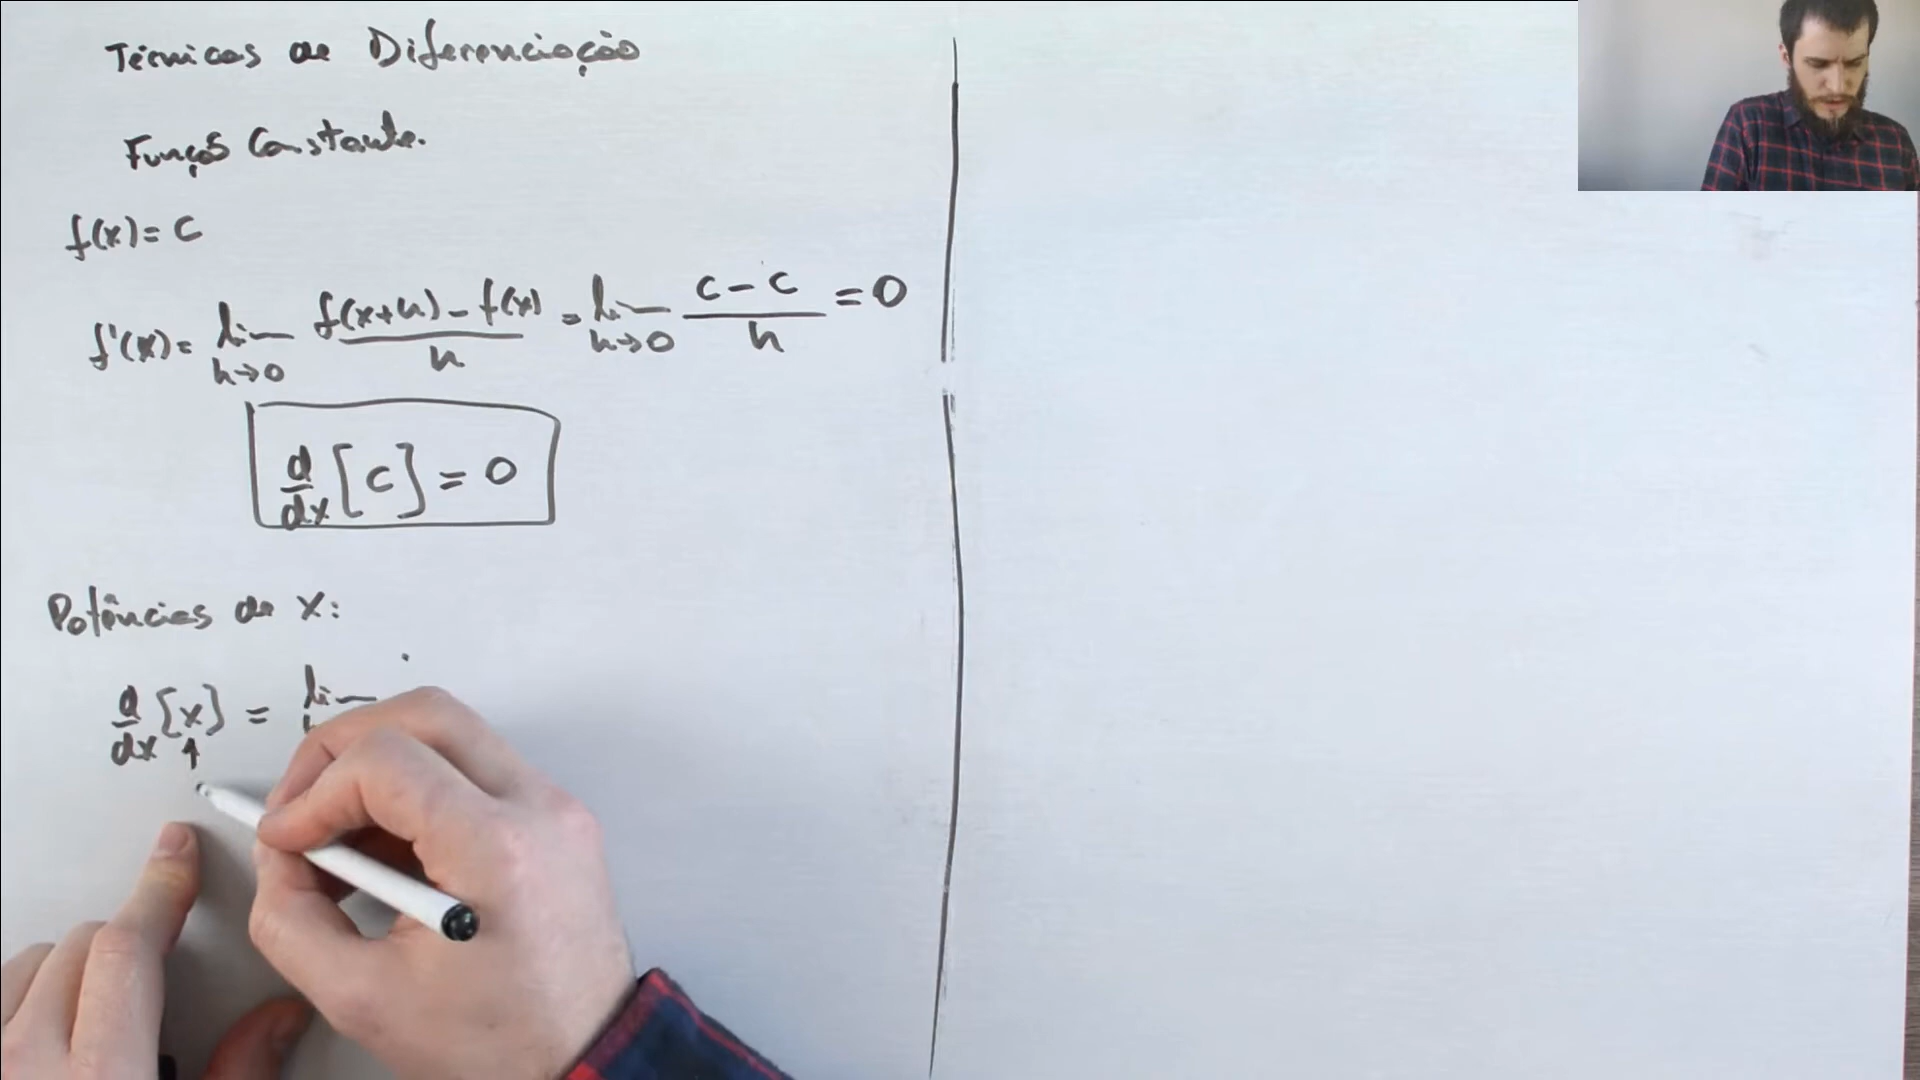 Técnicas de Diferenciação
Função Constante.
f(x) = C
f'(x) = lim h→0 f(x+h) - f(x) / h = lim h→0 C - C / h = 0
d/dx [C] = 0
Potências de X:
d/dx [x] = lim